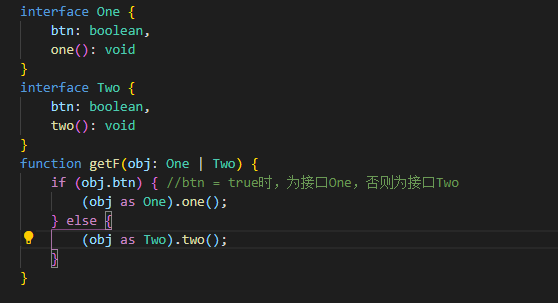 interface One {
    btn: boolean,
    one(): void
}
interface Two {
    btn: boolean,
    two(): void
}
function getF(obj: One | Two) {
    if (obj.btn) { //btn = true时，为接口One，否则为接口Two
        (obj as One).one();
    } else {
        (obj as Two).two();
    }
}